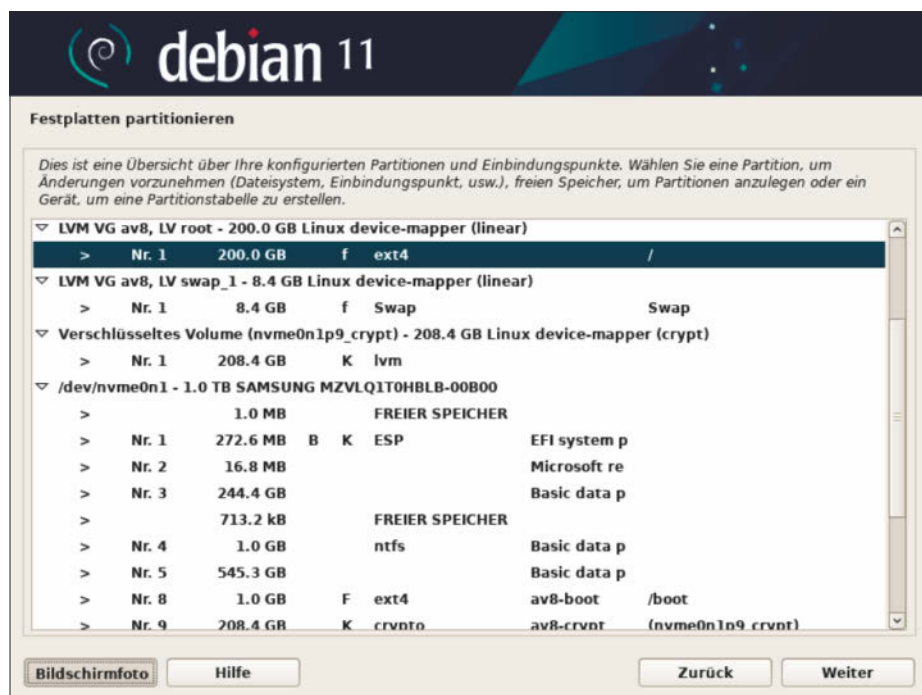 debian 11
Festplatten partitionieren
Dies ist eine Übersicht über Ihre konfigurierten Partitionen und Einbindungspunkte. Wählen Sie eine Partition, um
Änderungen vorzunehmen (Dateisystem, Einbindungspunkt, usw.), freien Speicher, um Partitionen anzulegen oder ein
Gerät, um eine Partitionstabelle zu erstellen.
LVM VG av8, LV root - 200.0 GB Linux device-mapper (linear)
> Nr. 1 200.0 GB f ext4 /
LVM VG av8, LV swap_1 - 8.4 GB Linux device-mapper (linear)
> Nr. 1 8.4 GB f Swap Swap
Verschlüsseltes Volume (nvme0n1p9_crypt) - 208.4 GB Linux device-mapper (crypt)
> Nr. 1 208.4 GB K lvm
/dev/nvme0n1 - 1.0 TB SAMSUNG MZVLQ1T0HBLB-00B00
> 1.0 MB FREIER SPEICHER
> Nr. 1 272.6 MB B K ESP EFI system p
> Nr. 2 16.8 MB Microsoft re
> Nr. 3 244.4 GB Basic data p
> 713.2 kB FREIER SPEICHER
> Nr. 4 1.0 GB ntfs Basic data p
> Nr. 5 545.3 GB Basic data p
> Nr. 8 1.0 GB F ext4 av8-boot /boot
> Nr. 9 208.4 GB K crypto av8-crypt (nvme0n1p9_crypt)
Bildschirmfoto Hilfe Zurück Weiter